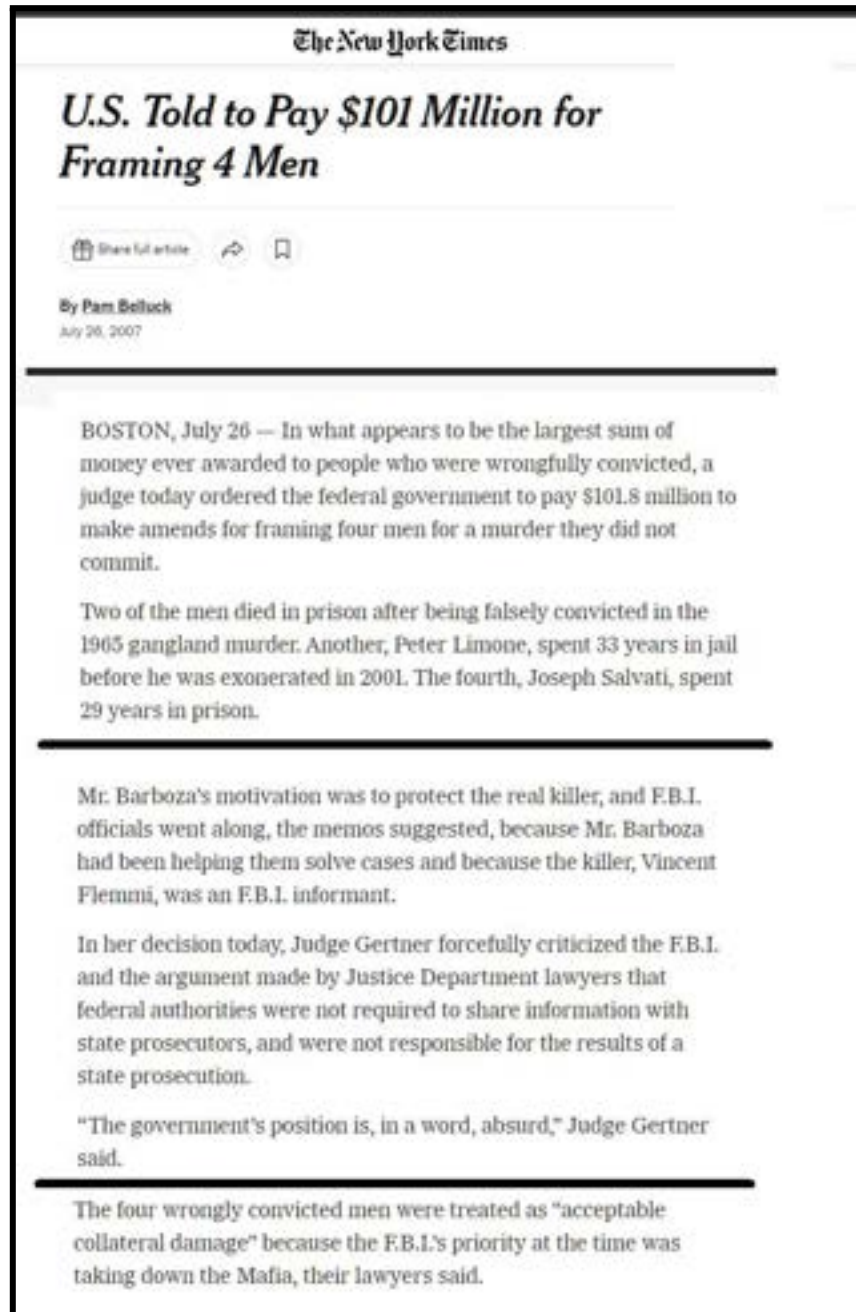 The New York Times
U.S. Told to Pay $101 Million for
Framing 4 Men
Share full article
By Pam Belluck
July 26, 2007
BOSTON, July 26 — In what appears to be the largest sum of
money ever awarded to people who were wrongfully convicted, a
judge today ordered the federal government to pay $101.8 million to
make amends for framing four men for a murder they did not
commit.
Two of the men died in prison after being falsely convicted in the
1965 gangland murder. Another, Peter Limone, spent 33 years in jail
before he was exonerated in 2001. The fourth, Joseph Salvati, spent
29 years in prison.
Mr. Barboza's motivation was to protect the real killer, and F.B.I.
officials went along, the memos suggested, because Mr. Barboza
had been helping them solve cases and because the killer, Vincent
Flemmi, was an F.B.I. informant.
In her decision today, Judge Gertner forcefully criticized the F.B.I.
and the argument made by Justice Department lawyers that
federal authorities were not required to share information with
state prosecutors, and were not responsible for the results of a
state prosecution.
“The government's position is, in a word, absurd,” Judge Gertner
said.
The four wrongly convicted men were treated as “acceptable
collateral damage” because the F.B.I.'s priority at the time was
taking down the Mafia, their lawyers said.